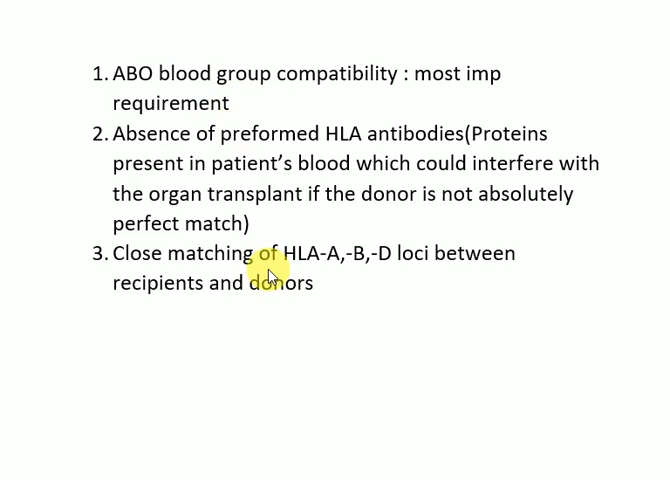 1. ABO blood group compatibility : most imp
requirement
2. Absence of preformed HLA antibodies(Proteins
present in patient's blood which could interfere with
the organ transplant if the donor is not absolutely
perfect match)
3. Close matching of HLA-A,-B,-D loci between
recipients and donors